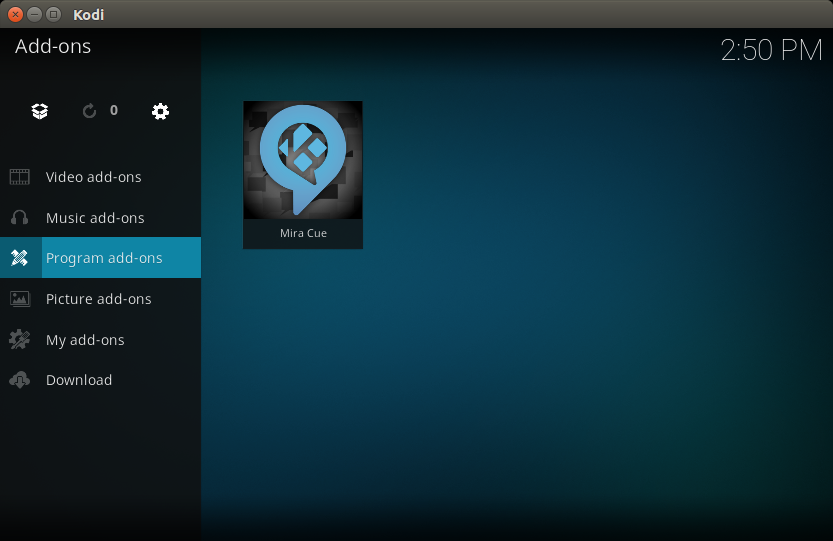 Kodi
Add-ons
2:50 PM
0
Video add-ons
Music add-ons
Program add-ons
Picture add-ons
My add-ons
Download
Mira Cue